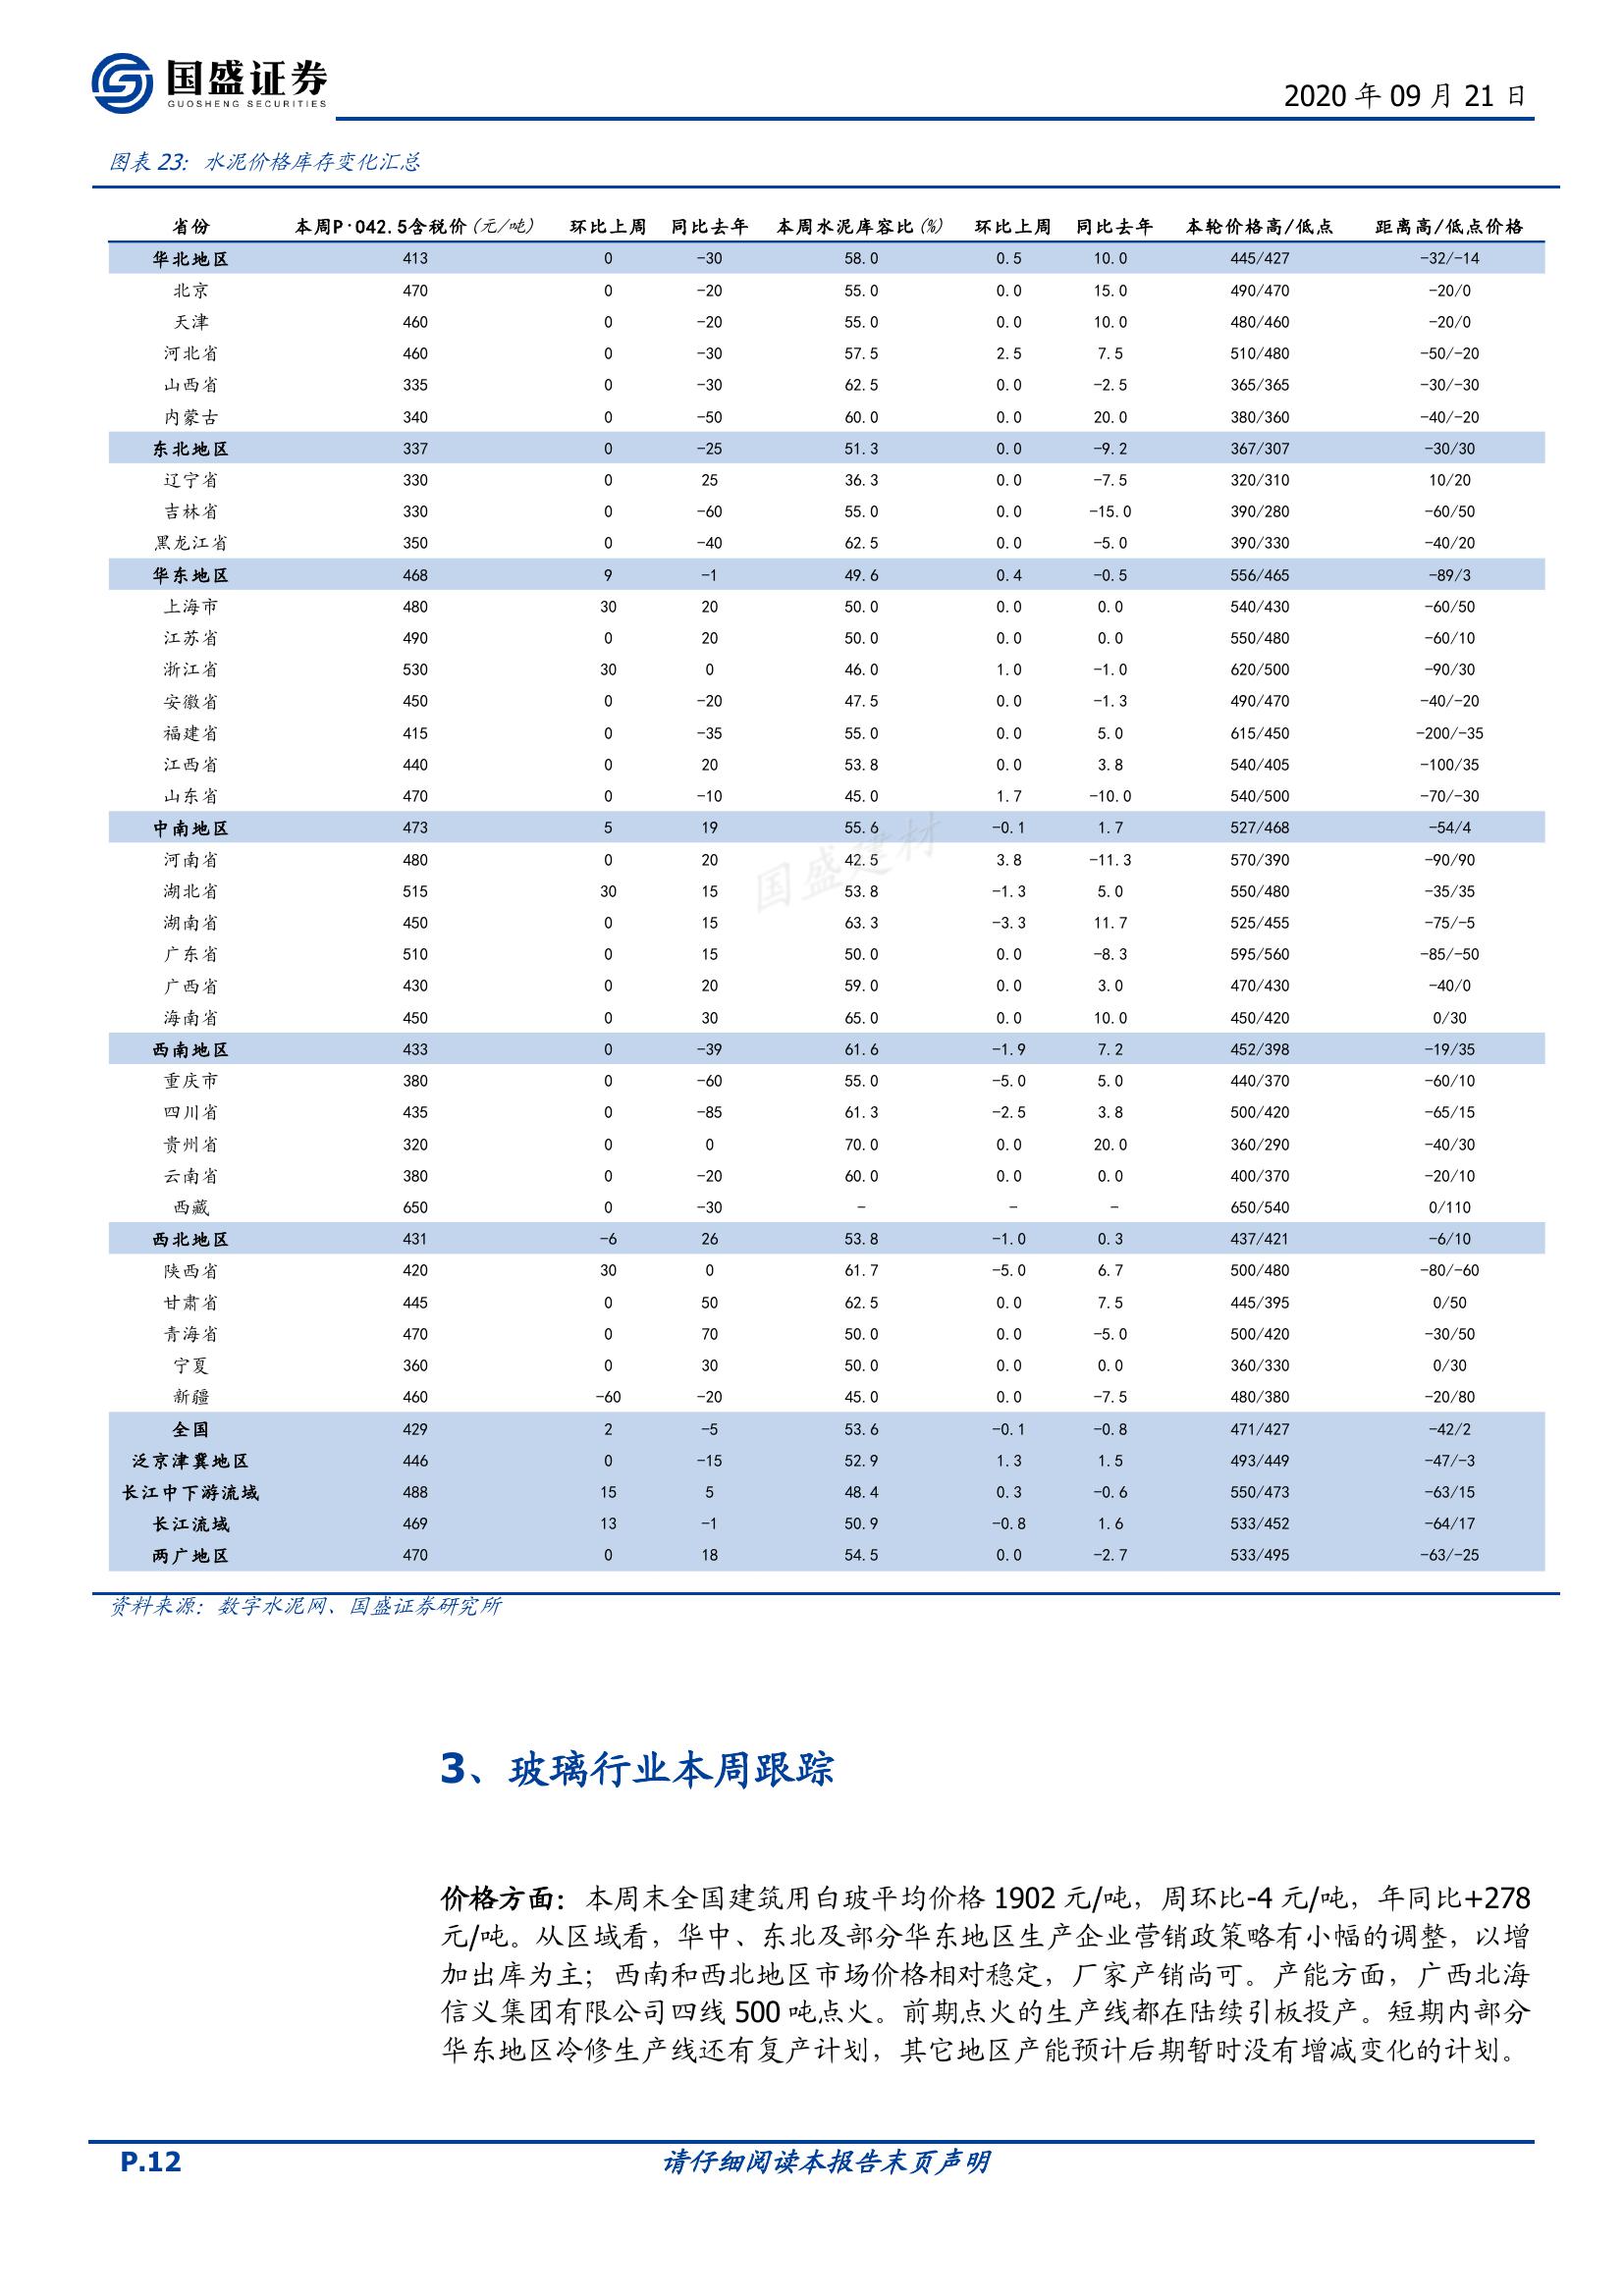 国盛证券
GUOSHENG SECURITIES
2020 年 09 月 21 日
图表 23: 水泥价格库存变化汇总
省份 本周P·O42.5含税价(元/吨) 环比上周 同比去年 本周水泥库容比(%) 环比上周 同比去年 本轮价格高/低点 距离高/低点价格
华北地区 413 0 -30 58.0 0.5 10.0 445/427 -32/-14
北京 470 0 -20 55.0 0.0 15.0 490/470 -20/0
天津 460 0 -20 55.0 0.0 10.0 480/460 -20/0
河北省 460 0 -30 57.5 2.5 7.5 510/480 -50/-20
山西省 335 0 -30 62.5 0.0 -2.5 365/365 -30/-30
内蒙古 340 0 -50 60.0 0.0 20.0 380/360 -40/-20
东北地区 337 0 -25 51.3 0.0 -9.2 367/307 -30/30
辽宁省 330 0 25 36.3 0.0 -7.5 320/310 10/20
吉林省 330 0 -60 55.0 0.0 -15.0 390/280 -60/50
黑龙江省 350 0 -40 62.5 0.0 -5.0 390/330 -40/20
华东地区 468 9 -1 49.6 0.4 -0.5 556/465 -89/3
上海市 480 30 20 50.0 0.0 0.0 540/430 -60/50
江苏省 490 0 20 50.0 0.0 0.0 550/480 -60/10
浙江省 530 30 0 46.0 1.0 -1.0 620/500 -90/30
安徽省 450 0 -20 47.5 0.0 -1.3 490/470 -40/-20
福建省 415 0 -35 55.0 0.0 5.0 615/450 -200/-35
江西省 440 0 20 53.8 0.0 3.8 540/405 -100/35
山东省 470 0 -10 45.0 1.7 -10.0 540/500 -70/-30
中南地区 473 5 19 55.6 -0.1 1.7 527/468 -54/4
河南省 480 0 20 42.5 3.8 -11.3 570/390 -90/90
湖北省 515 30 15 53.8 -1.3 5.0 550/480 -35/35
湖南省 450 0 15 63.3 -3.3 11.7 525/455 -75/-5
广东省 510 0 15 50.0 0.0 -8.3 595/560 -85/-50
广西省 430 0 20 59.0 0.0 3.0 470/430 -40/0
海南省 450 0 30 65.0 0.0 10.0 450/420 0/30
西南地区 433 0 -39 61.6 -1.9 7.2 452/398 -19/35
重庆市 380 0 -60 55.0 -5.0 5.0 440/370 -60/10
四川省 435 0 -85 61.3 -2.5 3.8 500/420 -65/15
贵州省 320 0 0 70.0 0.0 20.0 360/290 -40/30
云南省 380 0 -20 60.0 0.0 0.0 400/370 -20/10
西藏 650 0 -30 - - - 650/540 0/110
西北地区 431 -6 26 53.8 -1.0 0.3 437/421 -6/10
陕西省 420 30 0 61.7 -5.0 6.7 500/480 -80/-60
甘肃省 445 0 50 62.5 0.0 7.5 445/395 0/50
青海省 470 0 70 50.0 0.0 -5.0 500/420 -30/50
宁夏 360 0 30 50.0 0.0 0.0 360/330 0/30
新疆 460 -60 -20 45.0 0.0 -7.5 480/380 -20/80
全国 429 2 -5 53.6 -0.1 -0.8 471/427 -42/2
泛京津冀地区 446 0 -15 52.9 1.3 1.5 493/449 -47/-3
长江中下游流域 488 15 5 48.4 0.3 -0.6 550/473 -63/15
长江流域 469 13 -1 50.9 -0.8 1.6 533/452 -64/17
两广地区 470 0 18 54.5 0.0 -2.7 533/495 -63/-25
国盛建材
资料来源：数字水泥网、国盛证券研究所
3、玻璃行业本周跟踪
价格方面：本周末全国建筑用白玻平均价格 1902 元/吨，周环比-4 元/吨，年同比+278
元/吨。从区域看，华中、东北及部分华东地区生产企业营销政策略有小幅的调整，以增
加出库为主；西南和西北地区市场价格相对稳定，厂家产销尚可。产能方面，广西北海
信义集团有限公司四线 500 吨点火。前期点火的生产线都在陆续引板投产。短期内部分
华东地区冷修生产线还有复产计划，其它地区产能预计后期暂时没有增减变化的计划。
P.12
请仔细阅读本报告末页声明